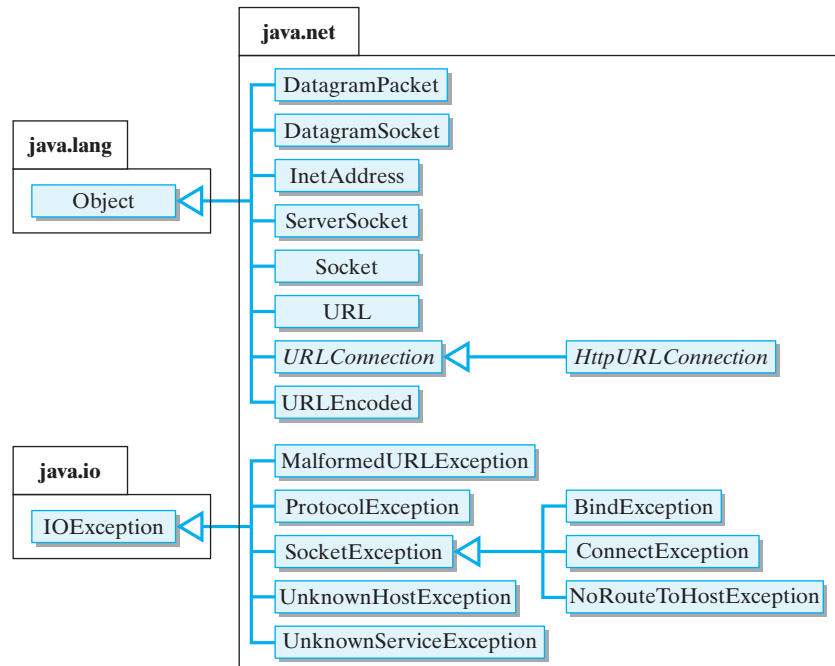 java.net
DatagramPacket
DatagramSocket
java.lang
InetAddress
Object
ServerSocket
Socket
URL
URLConnection
HttpURLConnection
URLEncoded
java.io
MalformedURLException
IOException
ProtocolException
BindException
SocketException
ConnectException
UnknownHostException
NoRouteToHostException
UnknownServiceException